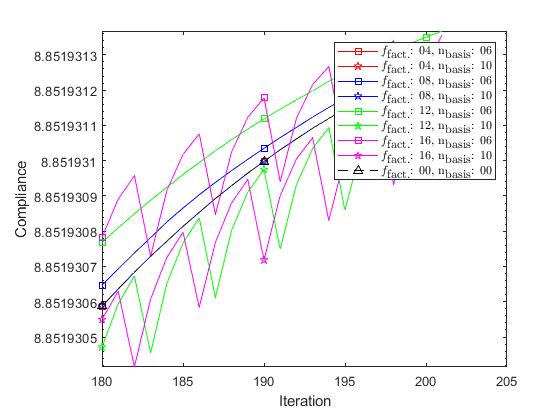 Compliance
8.8519313
8.8519312
8.8519311
8.851931
8.8519309
8.8519308
8.8519307
8.8519306
8.8519305
f_fact.: 04, n_basis: 06
f_fact.: 04, n_basis: 10
f_fact.: 08, n_basis: 06
f_fact.: 08, n_basis: 10
f_fact.: 12, n_basis: 06
f_fact.: 12, n_basis: 10
f_fact.: 16, n_basis: 06
f_fact.: 16, n_basis: 10
f_fact.: 00, n_basis: 00
180 185 190 195 200 205
Iteration